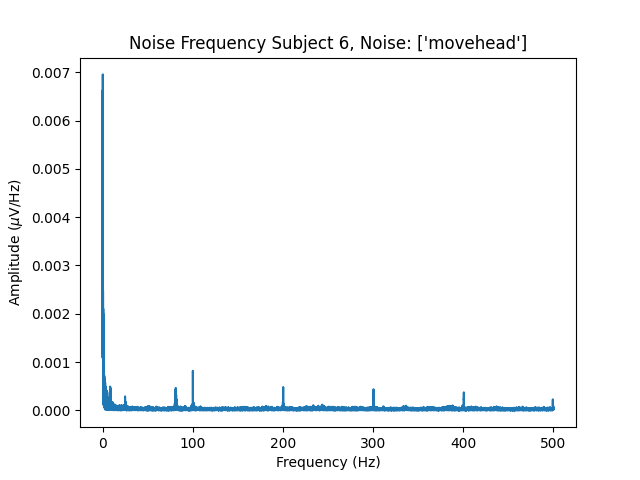 Noise Frequency Subject 6, Noise: ['movehead']
0.007
0.006
0.005
0.004
0.003
0.002
0.001
0.000
Amplitude (μV/Hz)
0 100 200 300 400 500
Frequency (Hz)